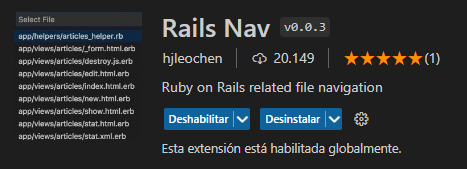 Select File
app/helpers/articles_helper.rb
app/views/articles/_form.html.erb
app/views/articles/destroy.js.erb
app/views/articles/edit.html.erb
app/views/articles/index.html.erb
app/views/articles/new.html.erb
app/views/articles/show.html.erb
app/views/articles/stat.html.erb
app/views/articles/stat.xml.erb
Rails Nav v0.0.3
hjleochen 20.149 (1)
Ruby on Rails related file navigation
Deshabilitar Desinstalar
Esta extensión está habilitada globalmente.